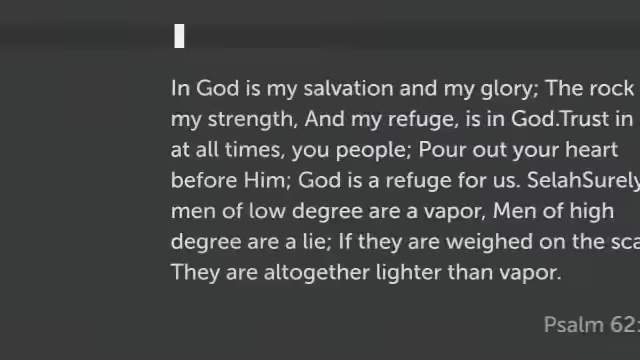 In God is my salvation and my glory; The rock
my strength, And my refuge, is in God.Trust in
at all times, you people; Pour out your heart
before Him; God is a refuge for us. SelahSurely
men of low degree are a vapor, Men of high
degree are a lie; If they are weighed on the
They are altogether lighter than vapor.
Psalm 62: